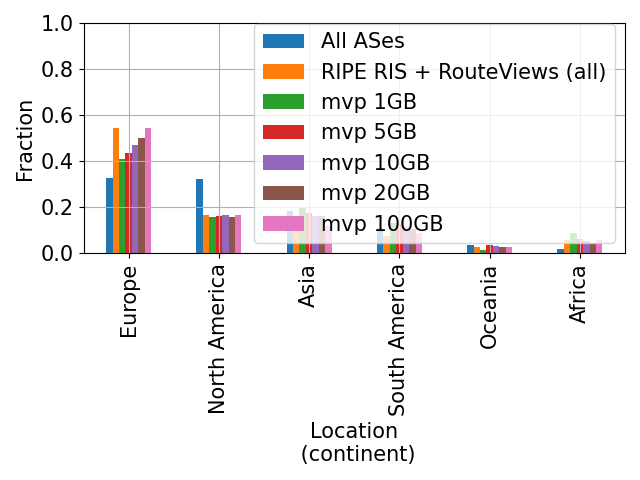 1.0
0.8
0.6
0.4
0.2
0.0
Fraction
All ASes
RIPE RIS + RouteViews (all)
mvp 1GB
mvp 5GB
mvp 10GB
mvp 20GB
mvp 100GB
Europe
North America
Asia
South America
Oceania
Africa
Location
(continent)